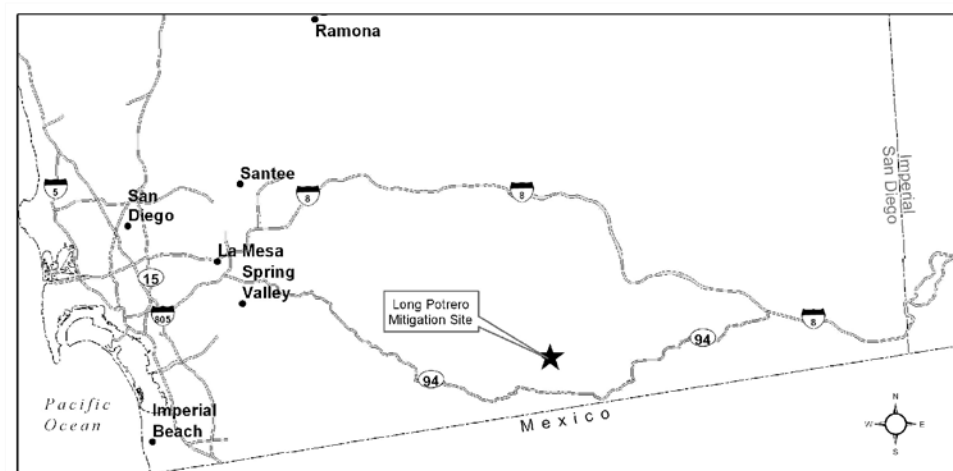 Ramona
Santee
5
8
8
San
Diego
Imperial
San Diego
La Mesa
15
Spring
Valley
805
Long Potrero
Mitigation Site
8
94
94
Mexico
Pacific
Ocean
Imperial
Beach
N
W E
S